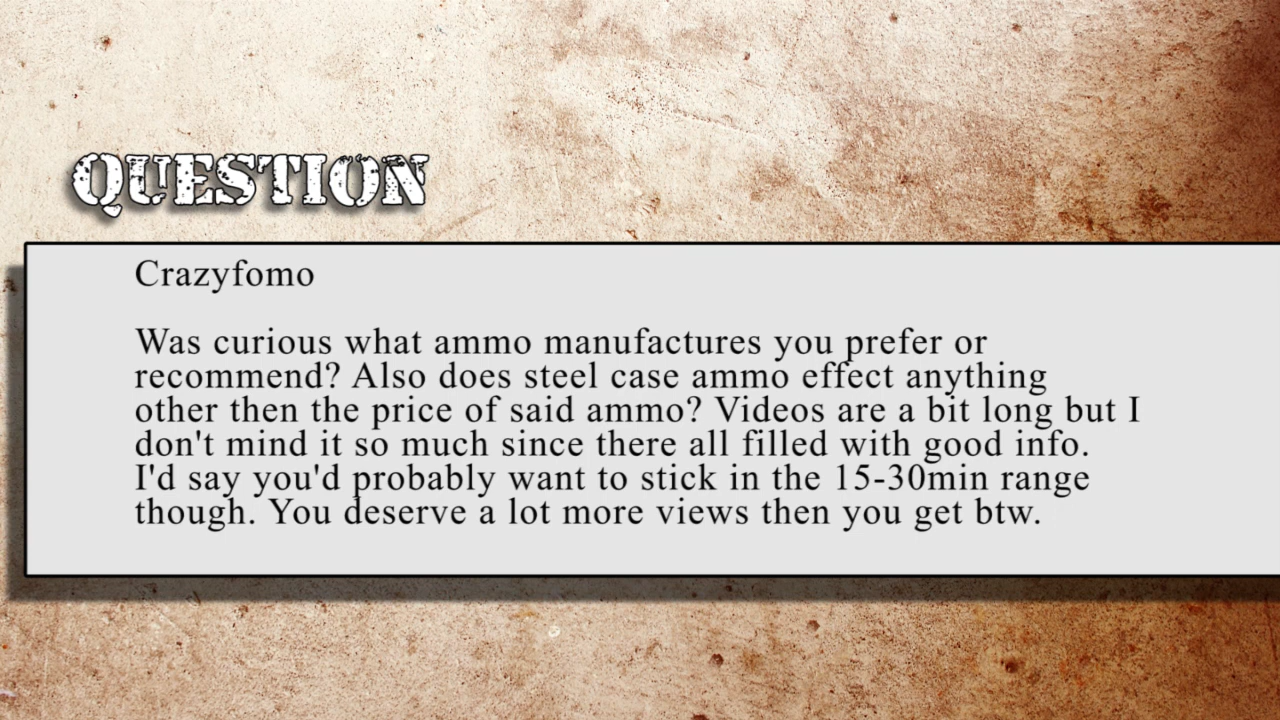 QUESTION
Crazyfomo
Was curious what ammo manufactures you prefer or
recommend? Also does steel case ammo effect anything
other then the price of said ammo? Videos are a bit long but I
don't mind it so much since there all filled with good info.
I'd say you'd probably want to stick in the 15-30min range
though. You deserve a lot more views then you get btw.